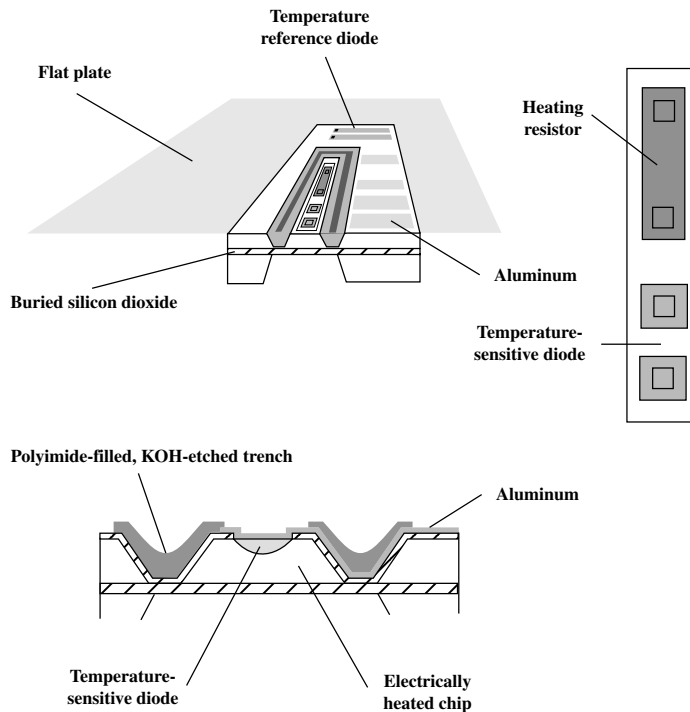 Temperature
reference diode
Flat plate
Heating
resistor
Aluminum
Buried silicon dioxide
Temperature-
sensitive diode
Polyimide-filled, KOH-etched trench
Aluminum
Temperature-
sensitive diode
Electrically
heated chip